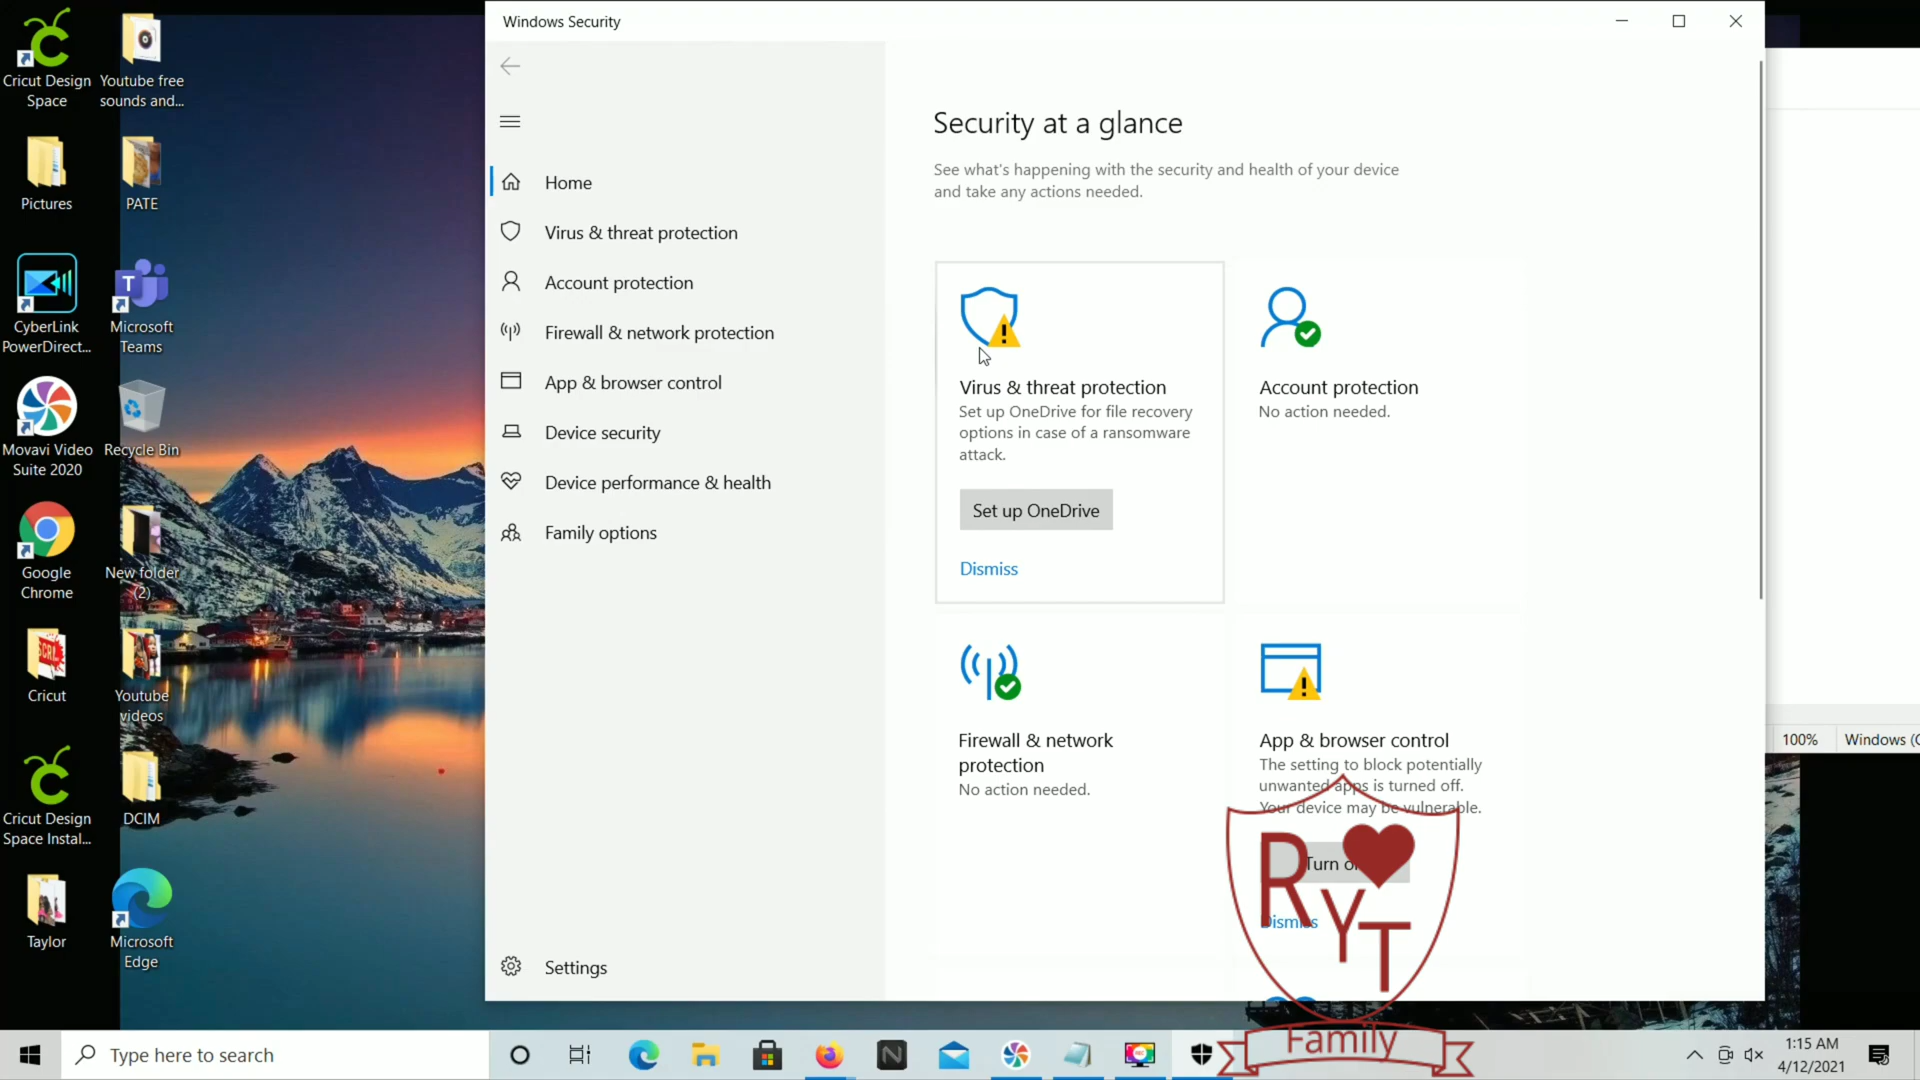 Cricut Design
Space
Youtube free
sounds and...
Pictures
PATE
CyberLink
PowerDirect...
Microsoft
Teams
Movavi Video
Suite 2020
Recycle Bin
Google
Chrome
New folder
(2)
Cricut
Youtube
videos
Cricut Design
Space Instal...
DCIM
Taylor
Microsoft
Edge
Windows Security
Home
Virus & threat protection
Account protection
Firewall & network protection
App & browser control
Device security
Device performance & health
Family options
Settings
Security at a glance
See what's happening with the security and health of your device
and take any actions needed.
Virus & threat protection
Set up OneDrive for file recovery
options in case of a ransomware
attack.
Set up OneDrive
Dismiss
Account protection
No action needed.
Firewall & network
protection
No action needed.
App & browser control
The setting to block potentially
unwanted apps is turned off.
Your device may be vulnerable.
Turn
Dismiss
RYT
Family
100%
Windows (C
Type here to search
1:15 AM
4/12/2021